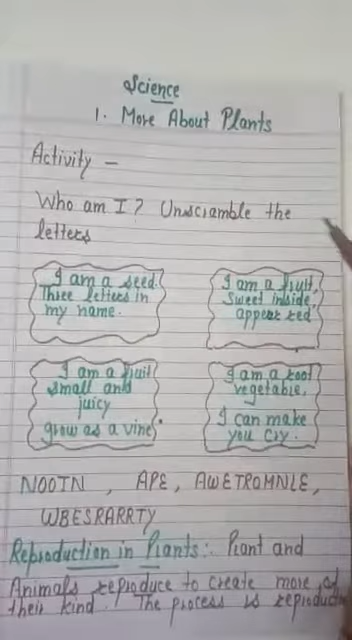 Science
1. More About Plants
Activity –
Who am I? Unscramble the
letters
I am a seed.
Three letters in
my name.
I am a fruit,
Sweet inside,
appear red
I am a fruit
small and
juicy
grow as a vine.
I am a root
vegetable,
I can make
you cry.
NOOIN, APE, AWETROMNLE,
WBESRARRTY
Reproduction in Plants:. Plant and
Animals reproduce to create more of
their kind. The process is